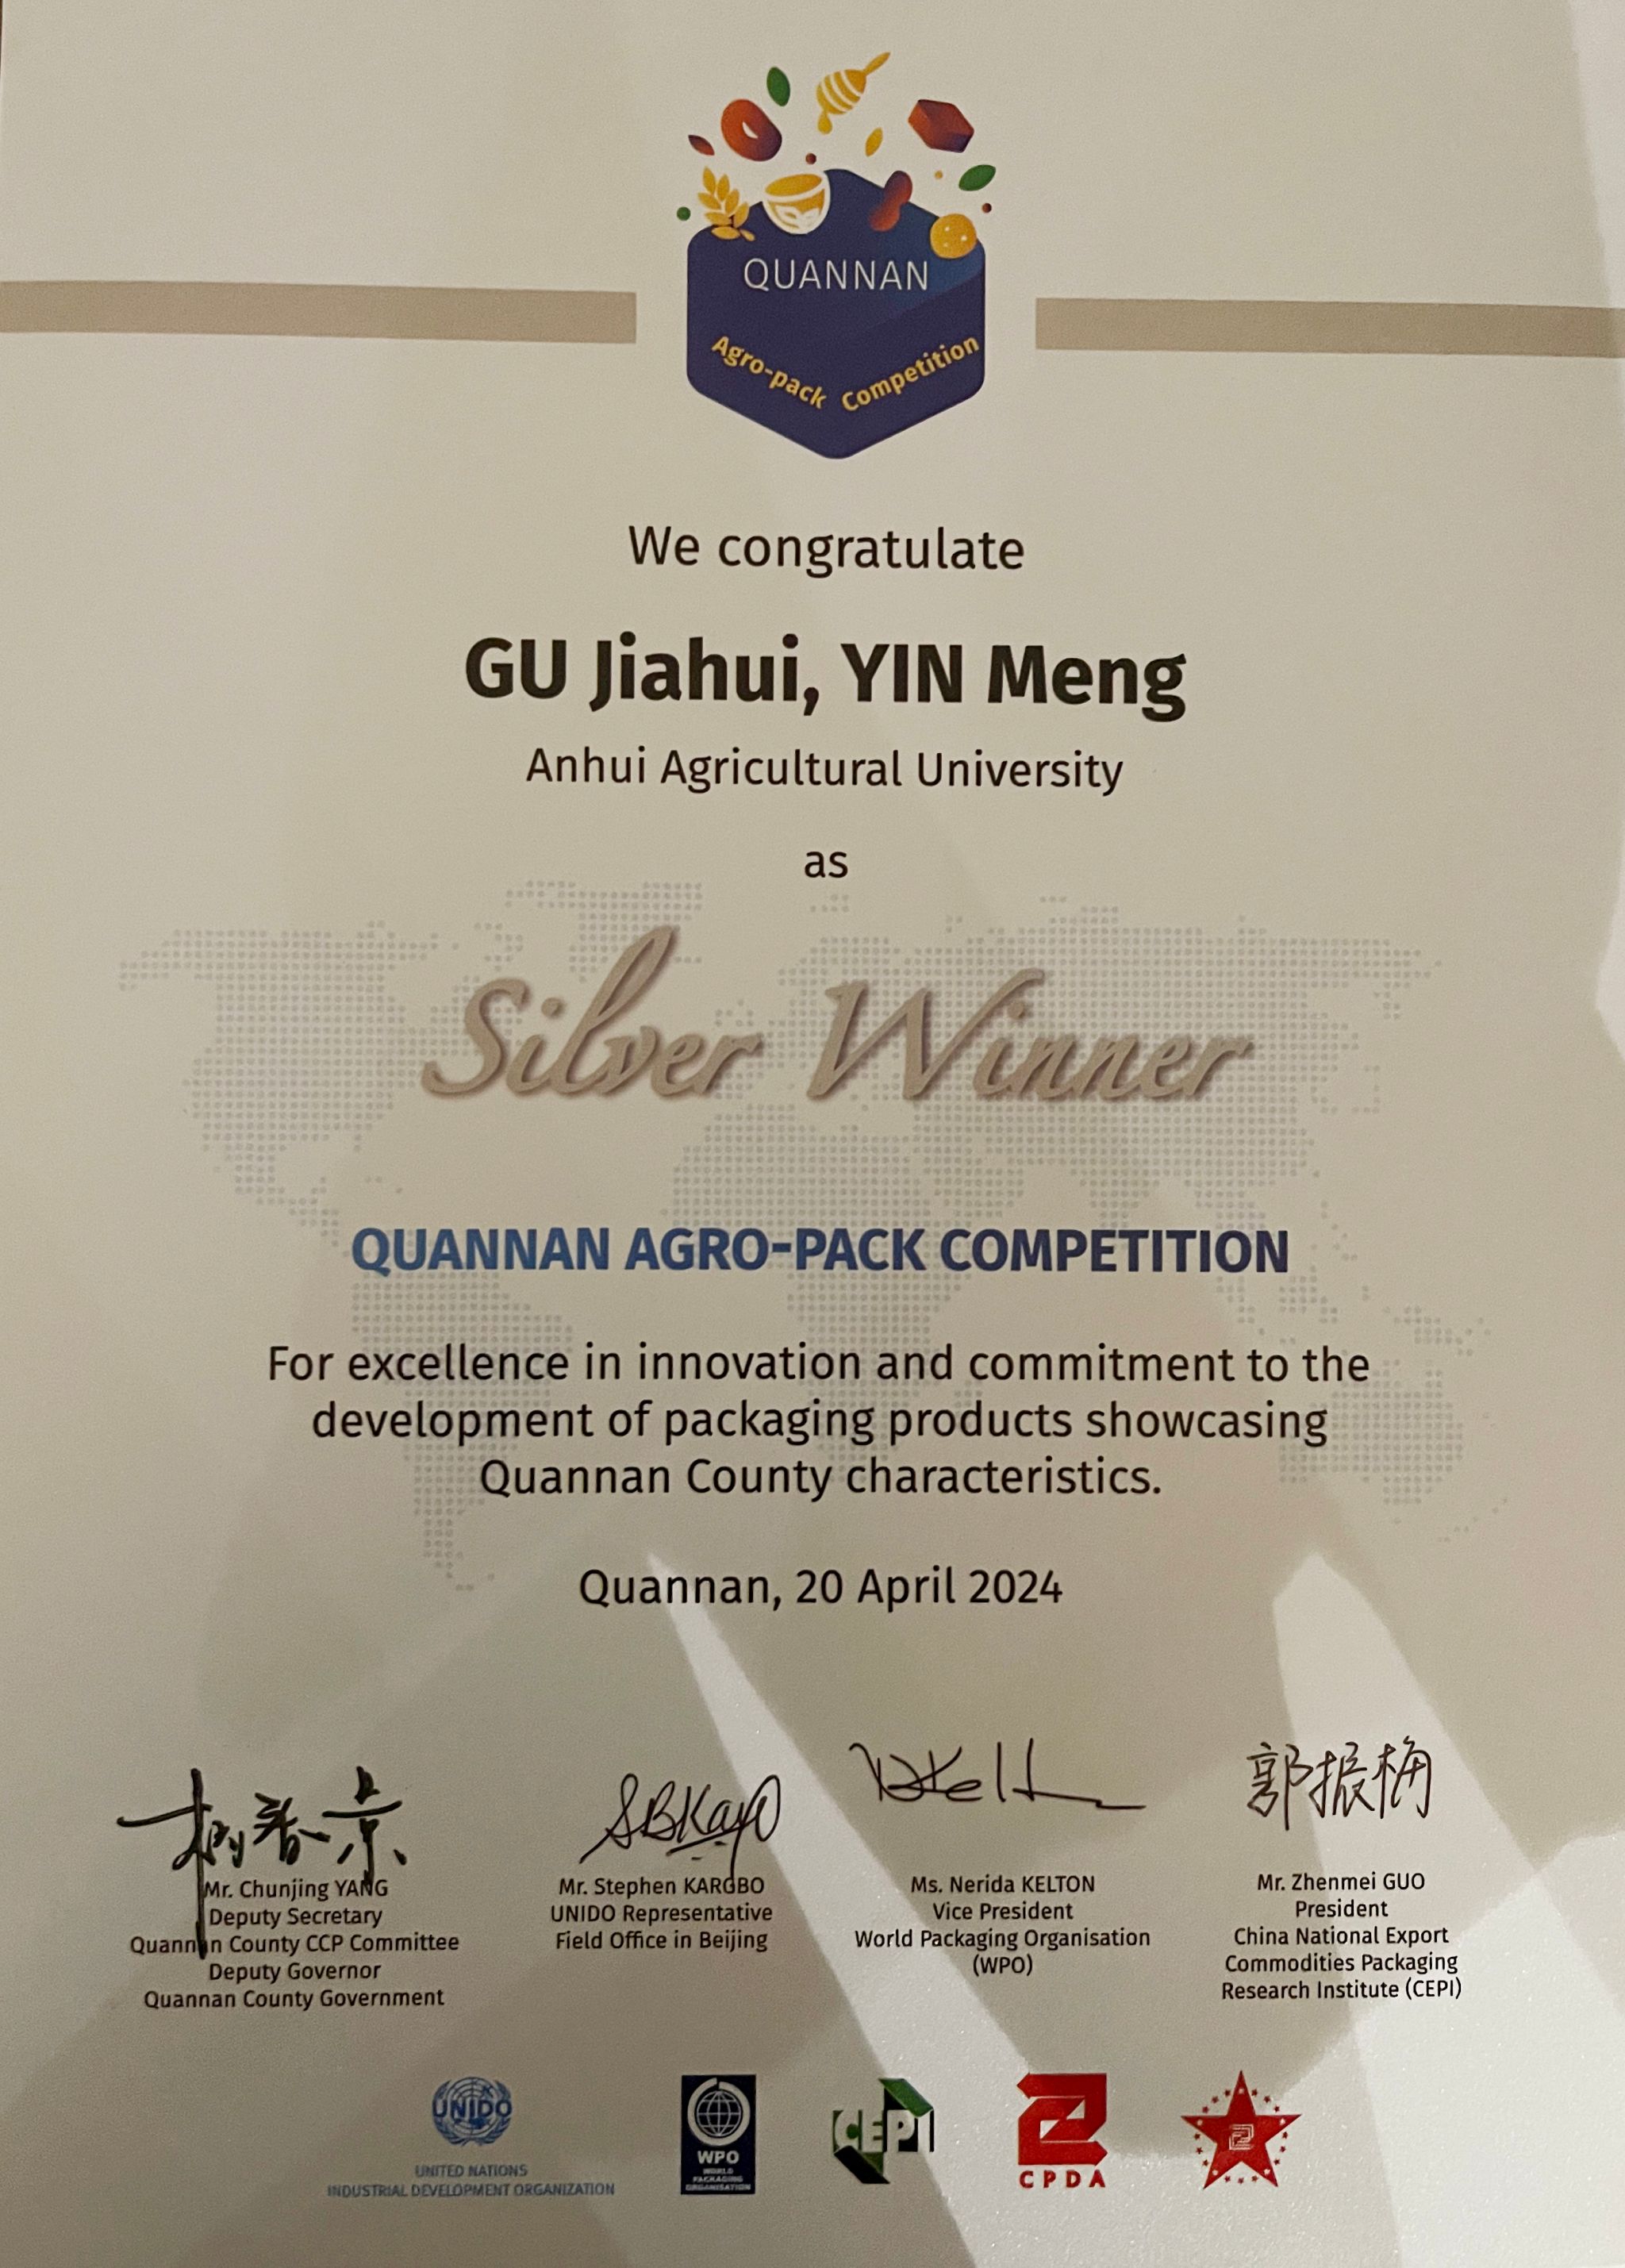 QUANNAN
Agro-pack Competition
We congratulate
GU Jiahui, YIN Meng
Anhui Agricultural University
as
Silver Winner
QUANNAN AGRO-PACK COMPETITION
For excellence in innovation and commitment to the
development of packaging products showcasing
Quannan County characteristics.
Quannan, 20 April 2024
郭振梅
Mr. Chunjing YANG
Deputy Secretary
Quannan County CCP Committee
Deputy Governor
Quannan County Government
Mr. Stephen KARGBO
UNIDO Representative
Field Office in Beijing
Ms. Nerida KELTON
Vice President
World Packaging Organisation
(WPO)
Mr. Zhenmei GUO
President
China National Export
Commodities Packaging
Research Institute (CEPI)
UNIDO
UNITED NATIONS
INDUSTRIAL DEVELOPMENT ORGANIZATION
WPO
WORLD
PACKAGING
ORGANISATION
CEPI
CPDA